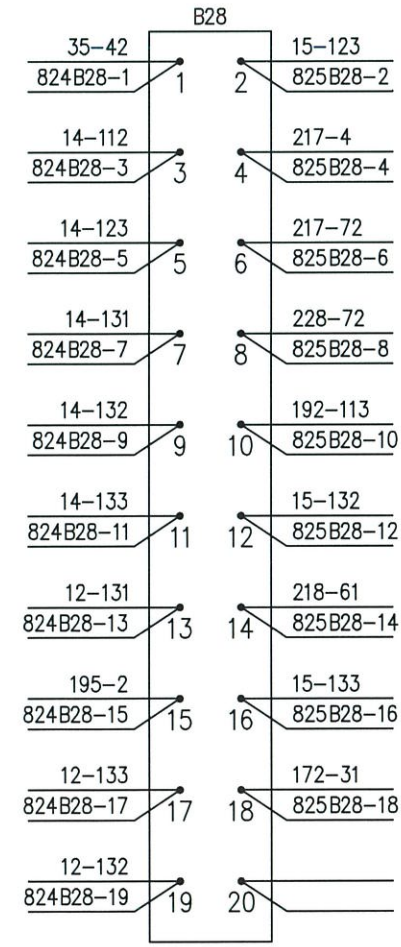 B28
35-42 15-123
824B28-1 1 2 825B28-2
14-112 217-4
824B28-3 3 4 825B28-4
14-123 217-72
824B28-5 5 6 825B28-6
14-131 228-72
824B28-7 7 8 825B28-8
14-132 192-113
824B28-9 9 10 825B28-10
14-133 15-132
824B28-11 11 12 825B28-12
12-131 218-61
824B28-13 13 14 825B28-14
195-2 15-133
824B28-15 15 16 825B28-16
12-133 172-31
824B28-17 17 18 825B28-18
12-132
824B28-19 19 20